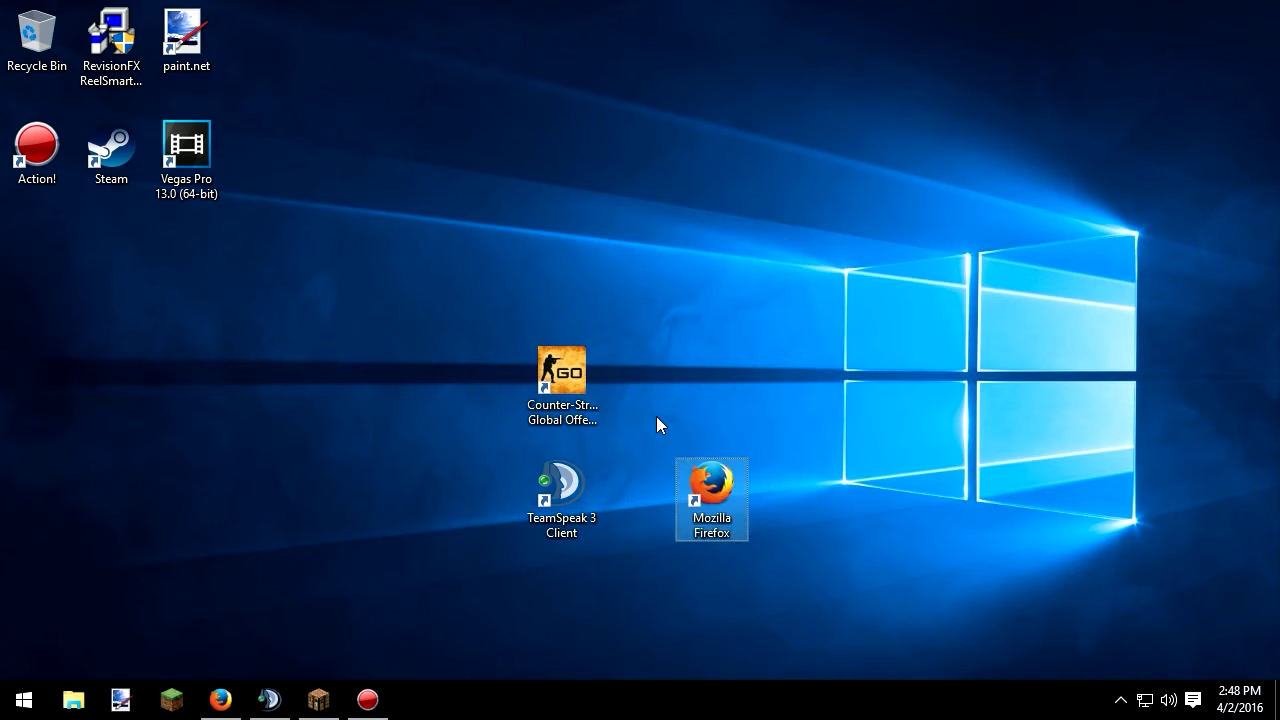 Recycle Bin
RevisionFX
ReelSmart...
paint.net
Action!
Steam
Vegas Pro
13.0 (64-bit)
GO
Counter-Str...
Global Offe...
TeamSpeak 3
Client
Mozilla
Firefox
2:48 PM
4/2/2016